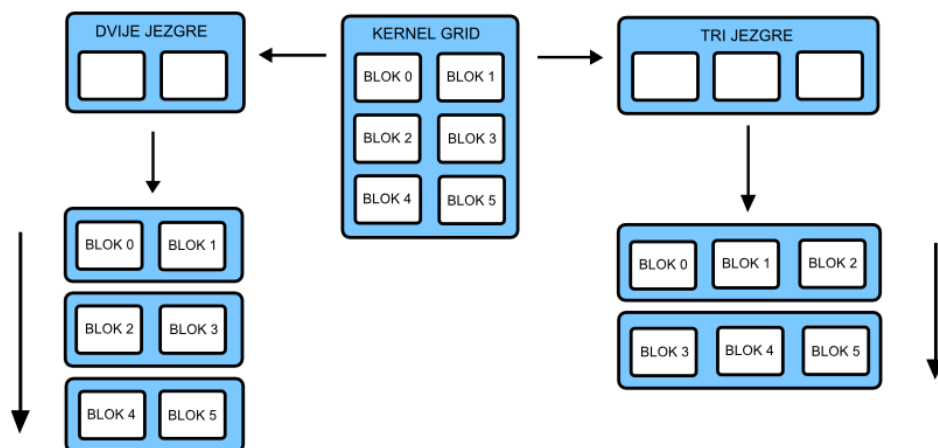 DVIJE JEZGRE
KERNEL GRID
BLOK 0 BLOK 1
BLOK 2 BLOK 3
BLOK 4 BLOK 5
TRI JEZGRE
BLOK 0 BLOK 1
BLOK 2 BLOK 3
BLOK 4 BLOK 5
BLOK 0 BLOK 1 BLOK 2
BLOK 3 BLOK 4 BLOK 5